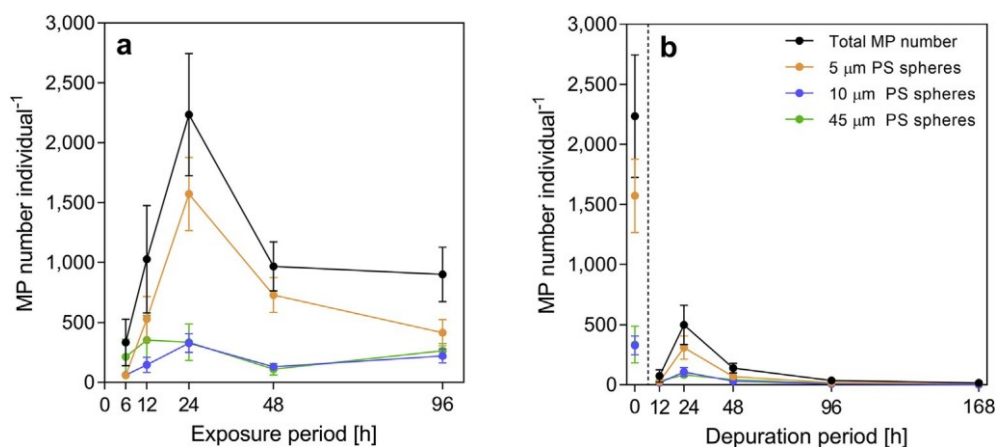 a
MP number individual⁻¹
3,000
2,500
2,000
1,500
1,000
500
0
0 6 12 24 48 96
Exposure period [h]
b
MP number individual⁻¹
3,000
2,500
2,000
1,500
1,000
500
0
0 12 24 48 96 168
Depuration period [h]
Total MP number
5 μm PS spheres
10 μm PS spheres
45 μm PS spheres